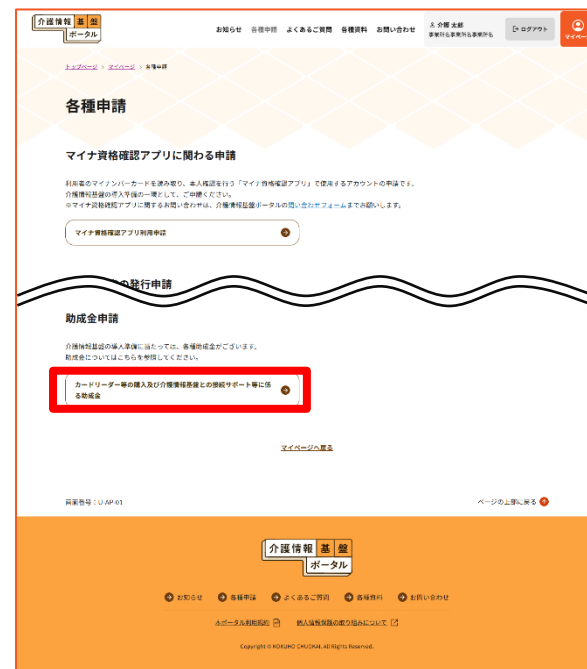 介護情報 基 盤
ポータル
お知らせ 各種申請 よくあるご質問 各種資料 お問い合わせ
介護 太郎
事業所名事業所名事業所名
ログアウト
マイペー
トップページ > マイページ > 各種申請
各種申請
マイナ資格確認アプリに関わる申請
利用者のマイナンバーカードを読み取り、本人確認を行う「マイナ資格確認アプリ」で使用するアカウントの申請です。
介護情報基盤の導入準備の一環として、ご申請ください。
※マイナ資格確認アプリに関するお問い合わせは、介護情報基盤ポータルの問い合わせフォームまでお願いします。
マイナ資格確認アプリ利用申請
の発行申請
助成金申請
介護情報基盤の導入準備に当たっては、各種助成金がございます。
助成金についてはこちらを参照してください。
カードリーダー等の購入及び介護情報基盤との接続サポート等に係
る助成金
マイページへ戻る
画面番号:U-AP-01
ページの上部に戻る
介護情報 基 盤
ポータル
お知らせ 各種申請 よくあるご質問 各種資料 お問い合わせ
本ポータル利用規約 個人情報保護の取り組みについて
Copyright © KOKUHO CHUOKAI. All Rights Reserved.